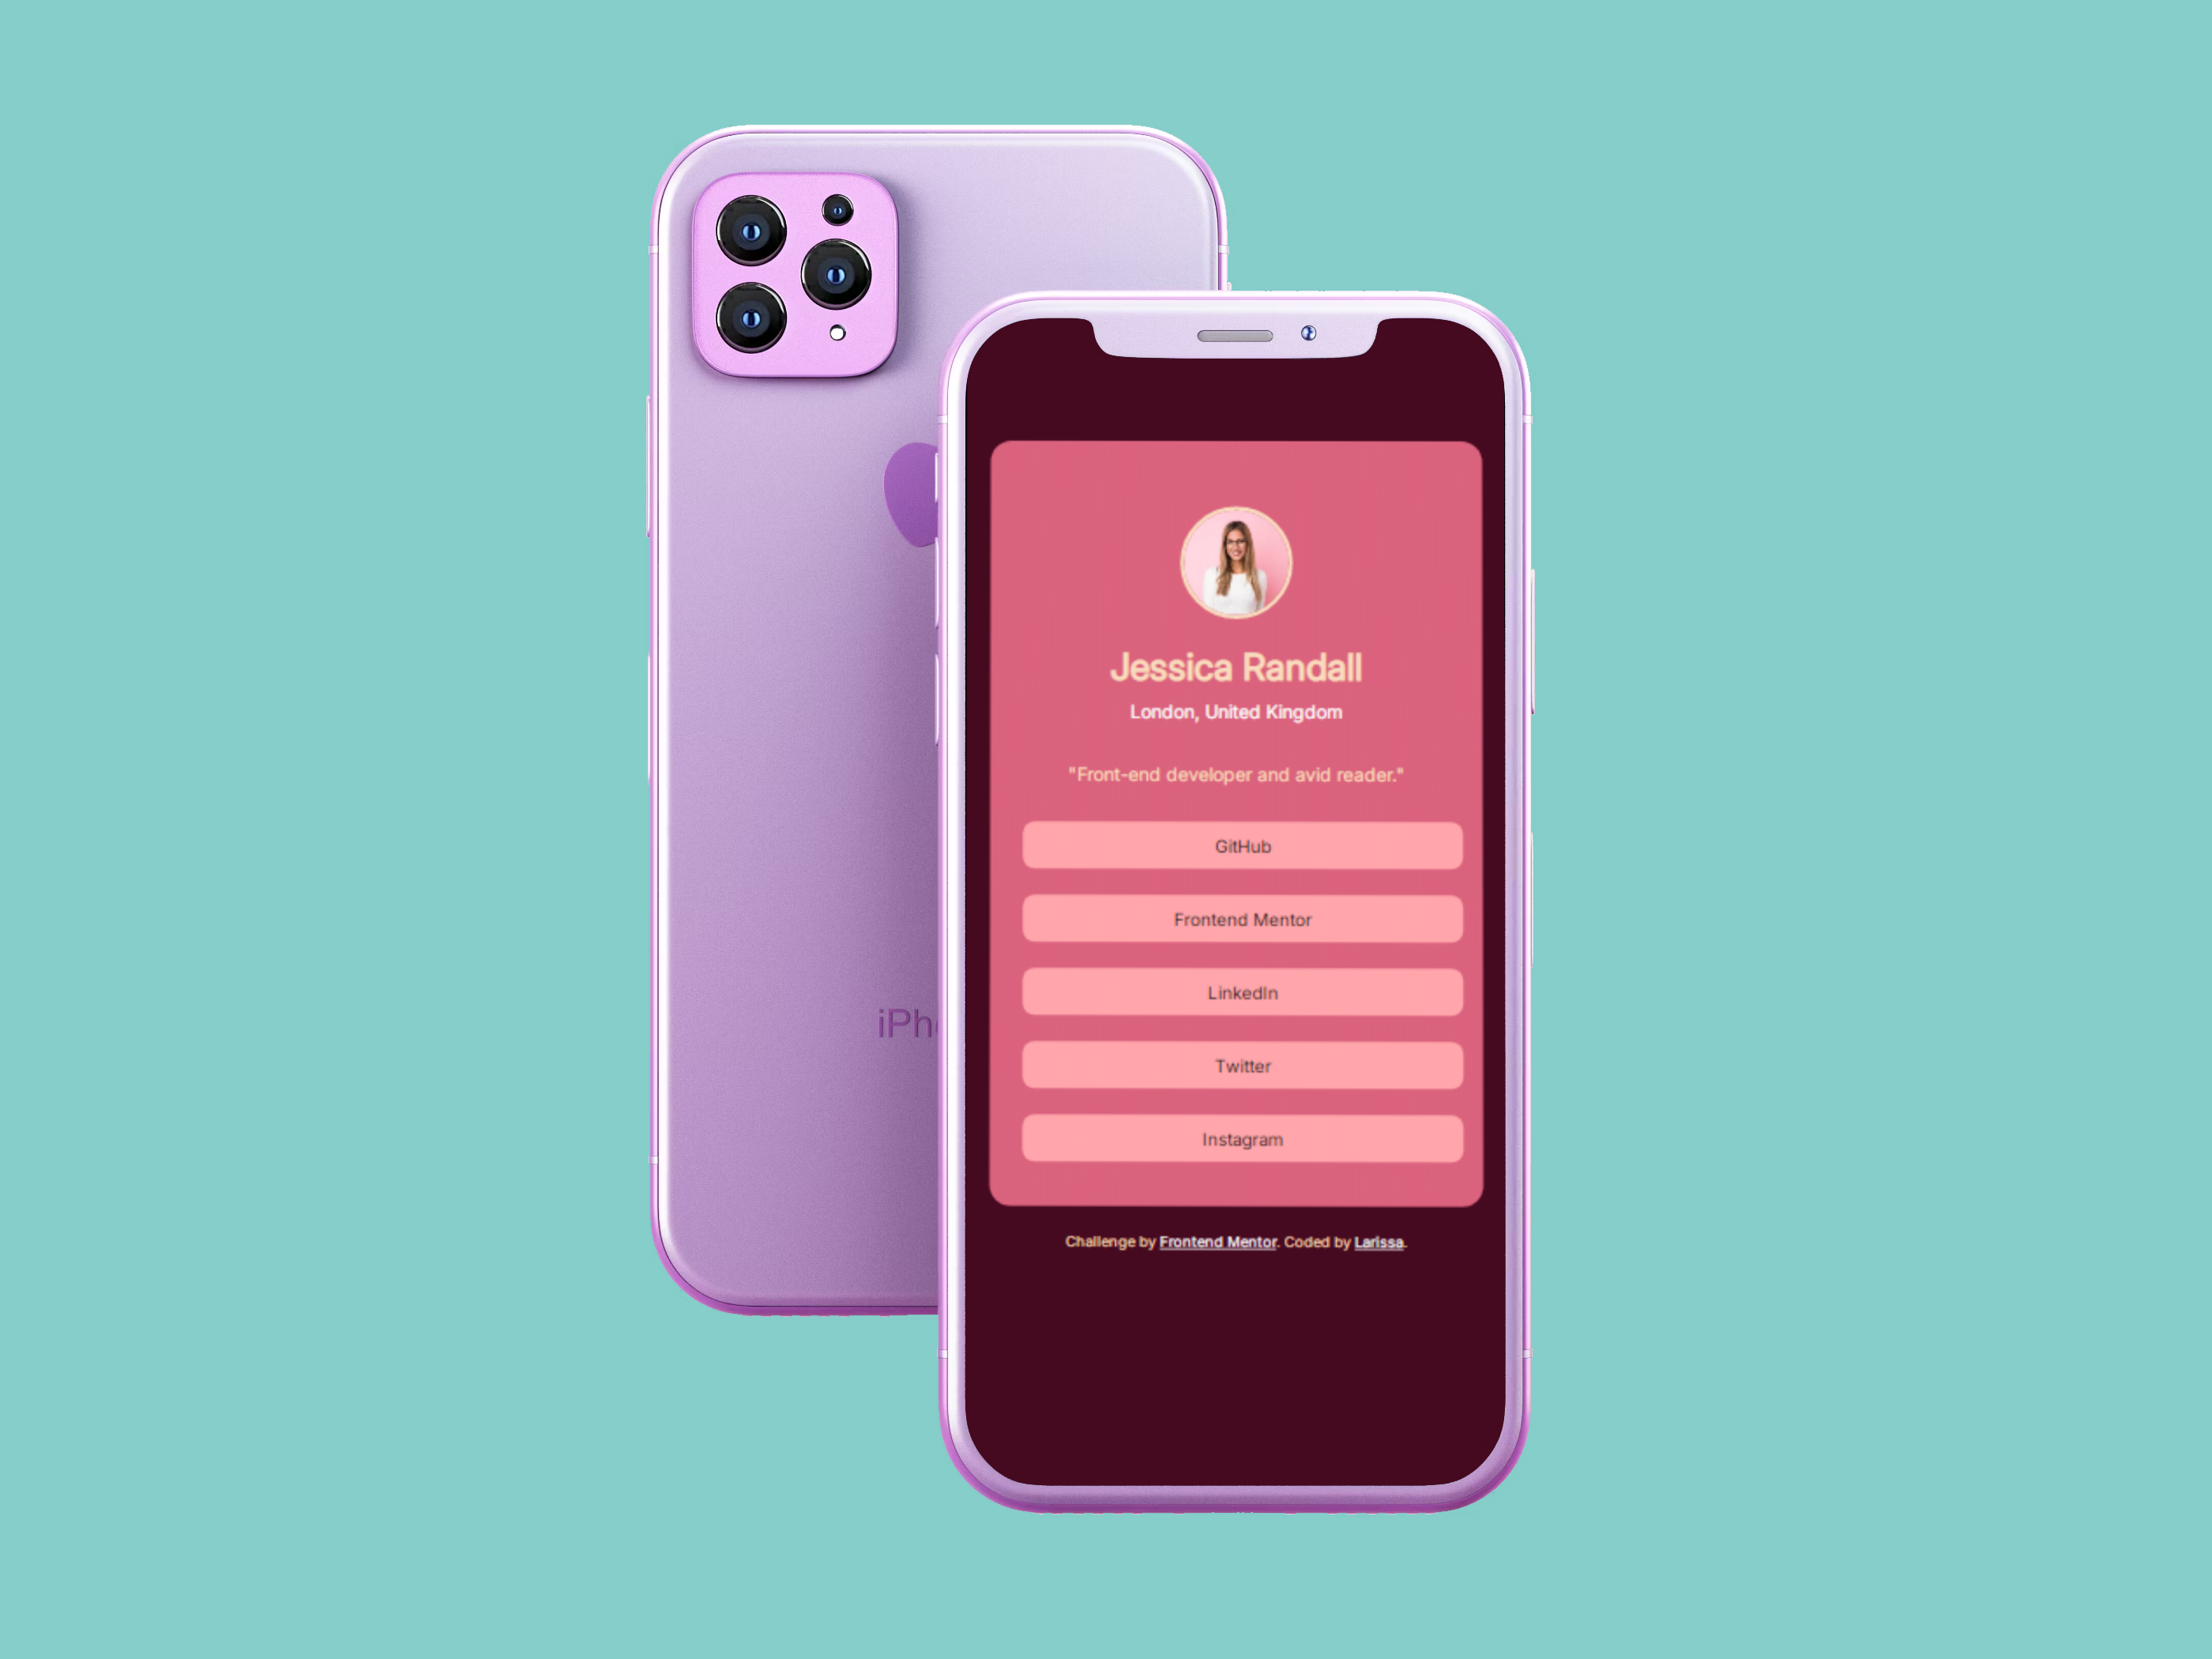 Jessica Randall
London, United Kingdom
"Front-end developer and avid reader."
GitHub
Frontend Mentor
LinkedIn
Twitter
Instagram
Challenge by Frontend Mentor. Coded by Larissa.
iPh